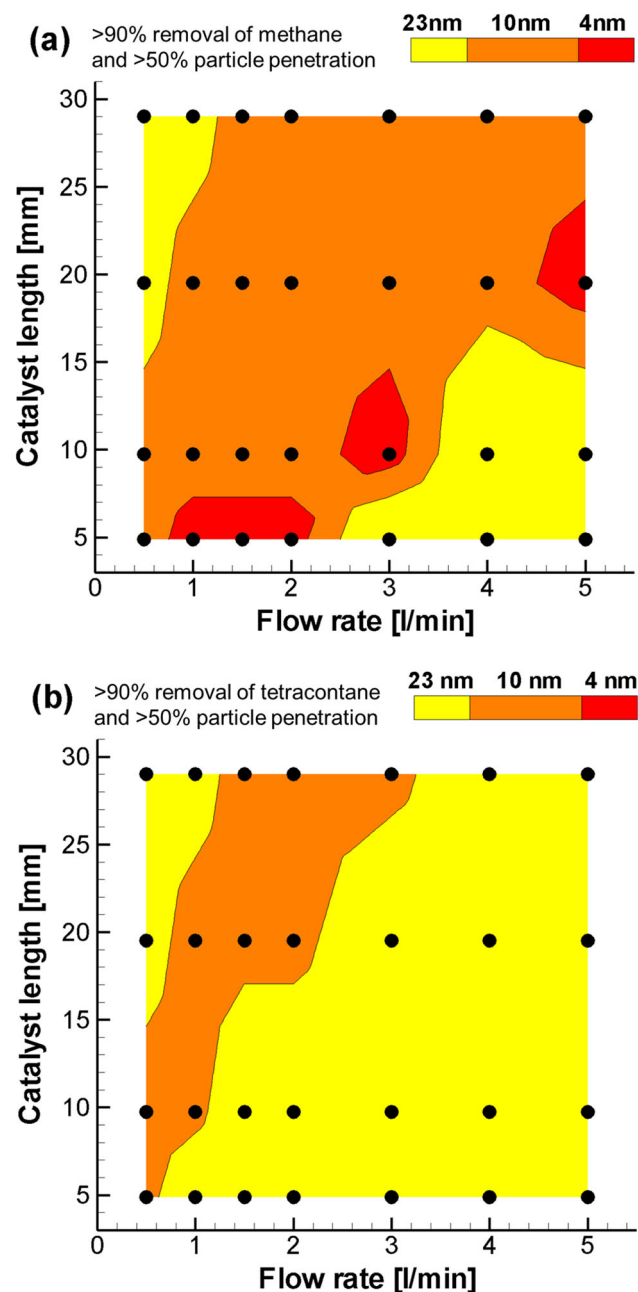 (a) >90% removal of methane
and >50% particle penetration
23nm 10nm 4nm
30
25
20
15
10
5
Catalyst length [mm]
0 1 2 3 4 5
Flow rate [l/min]
(b) >90% removal of tetracontane
and >50% particle penetration
23 nm 10 nm 4 nm
30
25
20
15
10
5
Catalyst length [mm]
0 1 2 3 4 5
Flow rate [l/min]